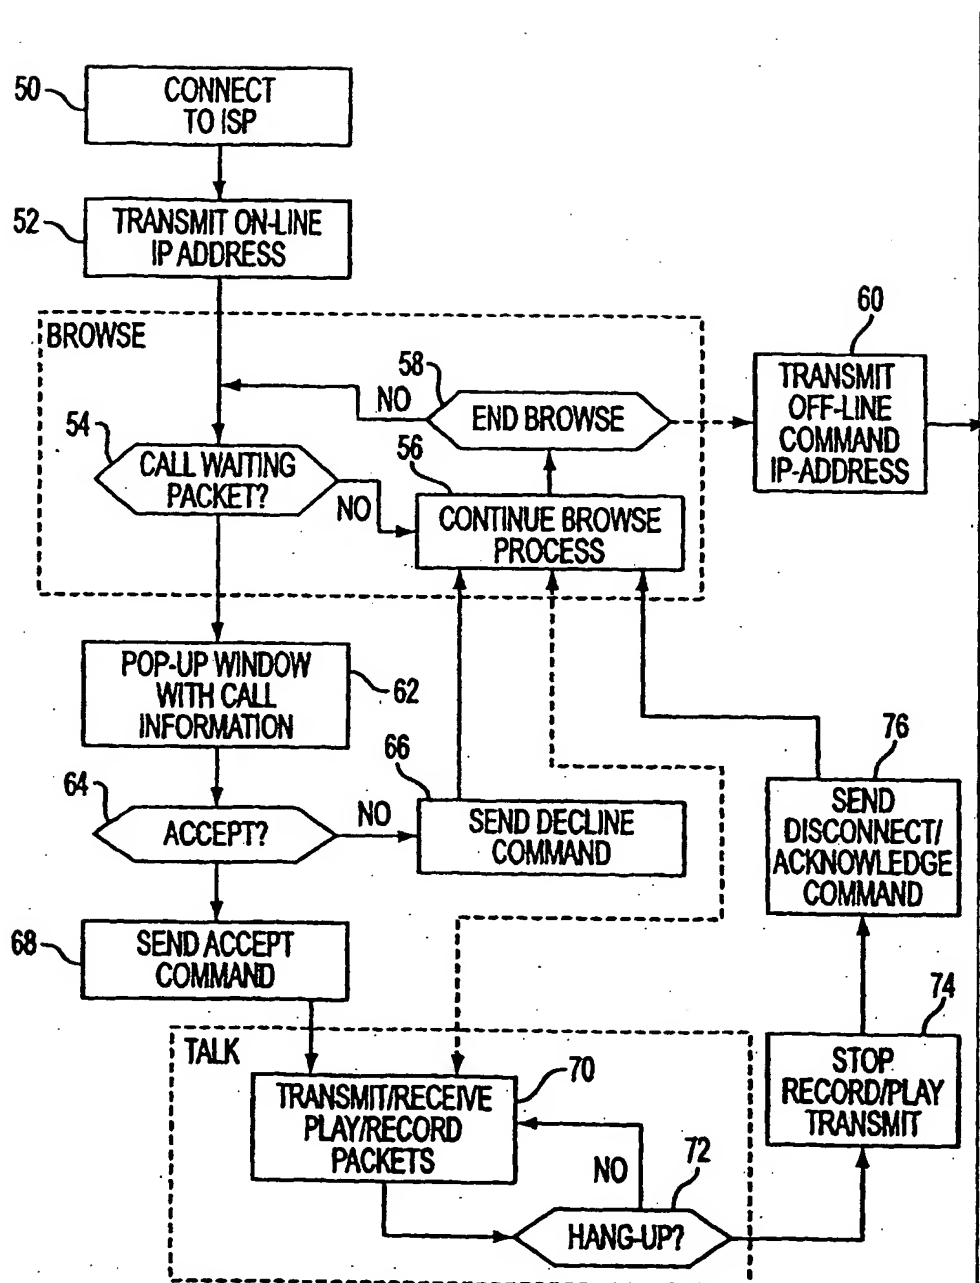 50
CONNECT
TO ISP
52
TRANSMIT ON-LINE
IP ADDRESS
BROWSE
60
TRANSMIT
OFF-LINE
COMMAND
IP-ADDRESS
58
NO
END BROWSE
54
CALL WAITING
PACKET?
NO
56
CONTINUE BROWSE
PROCESS
POP-UP WINDOW
WITH CALL
INFORMATION
62
64
ACCEPT?
NO
66
SEND DECLINE
COMMAND
76
SEND
DISCONNECT/
ACKNOWLEDGE
COMMAND
68
SEND ACCEPT
COMMAND
74
STOP
RECORD/PLAY
TRANSMIT
TALK
70
TRANSMIT/RECEIVE
PLAY/RECORD
PACKETS
NO
72
HANG-UP?